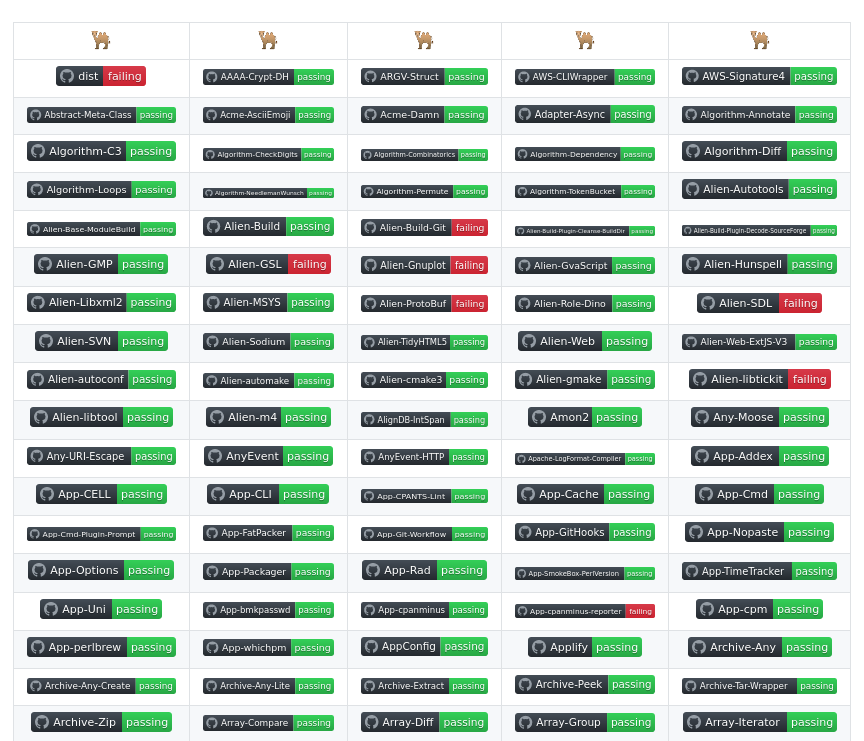 dist failing AAAA-Crypt-DH passing ARGV-Struct passing AWS-CLIWrapper passing AWS-Signature4 passing
Abstract-Meta-Class passing Acme-AsciiEmoji passing Acme-Damn passing Adapter-Async passing Algorithm-Annotate passing
Algorithm-C3 passing Algorithm-CheckDigits passing Algorithm-Combinatorics passing Algorithm-Dependency passing Algorithm-Diff passing
Algorithm-Loops passing Algorithm-NeedlemanWunsch passing Algorithm-Permute passing Algorithm-TokenBucket passing Alien-Autotools passing
Alien-Base-ModuleBuild passing Alien-Build passing Alien-Build-Git failing Alien-Build-Plugin-Cleanse-BuildDir passing Alien-Build-Plugin-Decode-SourceForge passing
Alien-GMP passing Alien-GSL failing Alien-Gnuplot failing Alien-GvaScript passing Alien-Hunspell passing
Alien-Libxml2 passing Alien-MSYS passing Alien-ProtoBuf failing Alien-Role-Dino passing Alien-SDL failing
Alien-SVN passing Alien-Sodium passing Alien-TidyHTML5 passing Alien-Web passing Alien-Web-ExtJS-V3 passing
Alien-autoconf passing Alien-automake passing Alien-cmake3 passing Alien-gmake passing Alien-libtickit failing
Alien-libtool passing Alien-m4 passing AlignDB-IntSpan passing Amon2 passing Any-Moose passing
Any-URI-Escape passing AnyEvent passing AnyEvent-HTTP passing Apache-LogFormat-Compiler passing App-Addex passing
App-CELL passing App-CLI passing App-CPANTS-Lint passing App-Cache passing App-Cmd passing
App-Cmd-Plugin-Prompt passing App-FatPacker passing App-Git-Workflow passing App-GitHooks passing App-Nopaste passing
App-Options passing App-Packager passing App-Rad passing App-SmokeBox-PerlVersion passing App-TimeTracker passing
App-Uni passing App-bmkpasswd passing App-cpanminus passing App-cpanminus-reporter failing App-cpm passing
App-perlbrew passing App-whichpm passing AppConfig passing Applify passing Archive-Any passing
Archive-Any-Create passing Archive-Any-Lite passing Archive-Extract passing Archive-Peek passing Archive-Tar-Wrapper passing
Archive-Zip passing Array-Compare passing Array-Diff passing Array-Group passing Array-Iterator passing